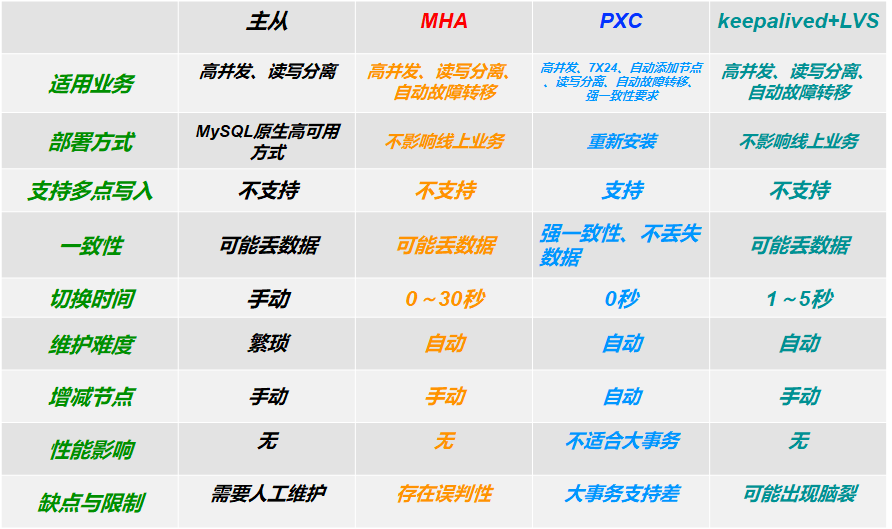 主从 MHA PXC keepalived+LVS
适用业务 高并发、读写分离 高并发、读写分离、自动故障转移 高并发、7X24、自动添加节点、读写分离、自动故障转移、强一致性要求 高并发、读写分离、自动故障转移
部署方式 MySQL原生高可用方式 不影响线上业务 重新安装 不影响线上业务
支持多点写入 不支持 不支持 支持 不支持
一致性 可能丢数据 可能丢数据 强一致性、不丢失数据 可能丢数据
切换时间 手动 0～30秒 0秒 1～5秒
维护难度 繁琐 自动 自动 自动
增减节点 手动 手动 自动 手动
性能影响 无 无 不适合大事务 无
缺点与限制 需要人工维护 存在误判性 大事务支持差 可能出现脑裂